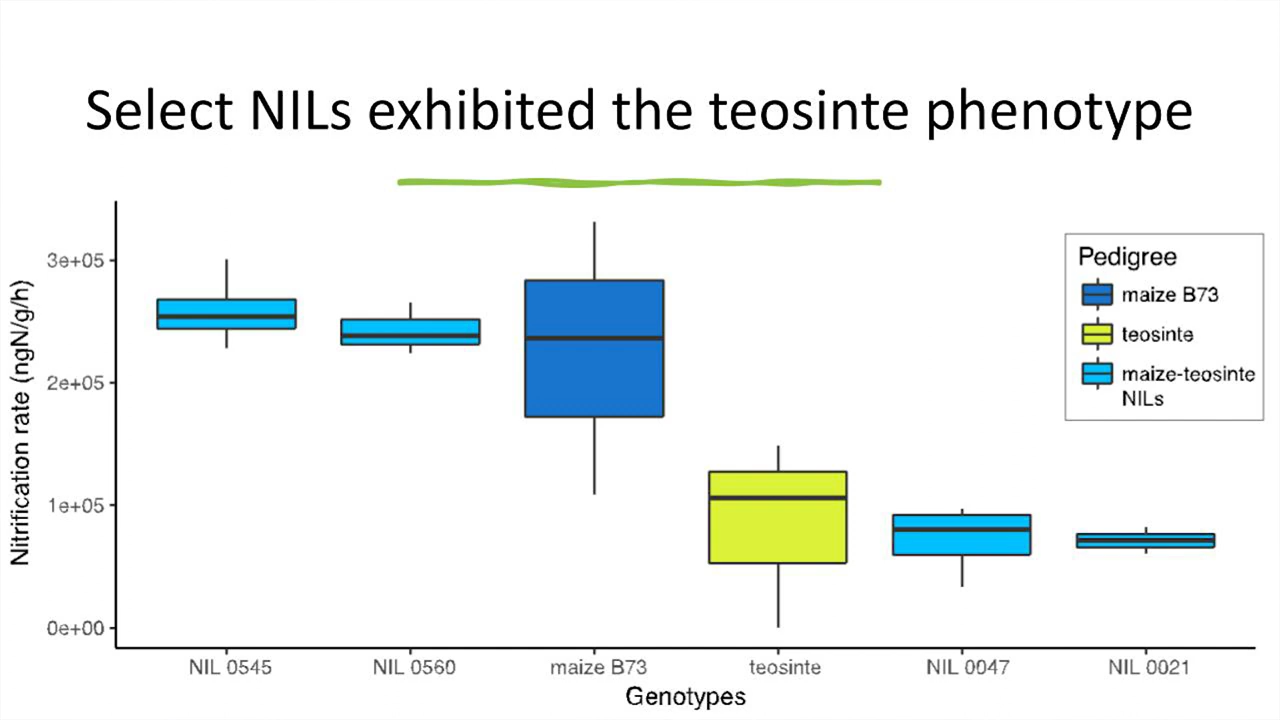 Select NILs exhibited the teosinte phenotype
Nitrification rate (ngN/g/h)
3e+05
2e+05
1e+05
0e+00
Pedigree
maize B73
teosinte
maize-teosinte
NILs
NIL 0545
NIL 0560
maize B73
teosinte
NIL 0047
NIL 0021
Genotypes